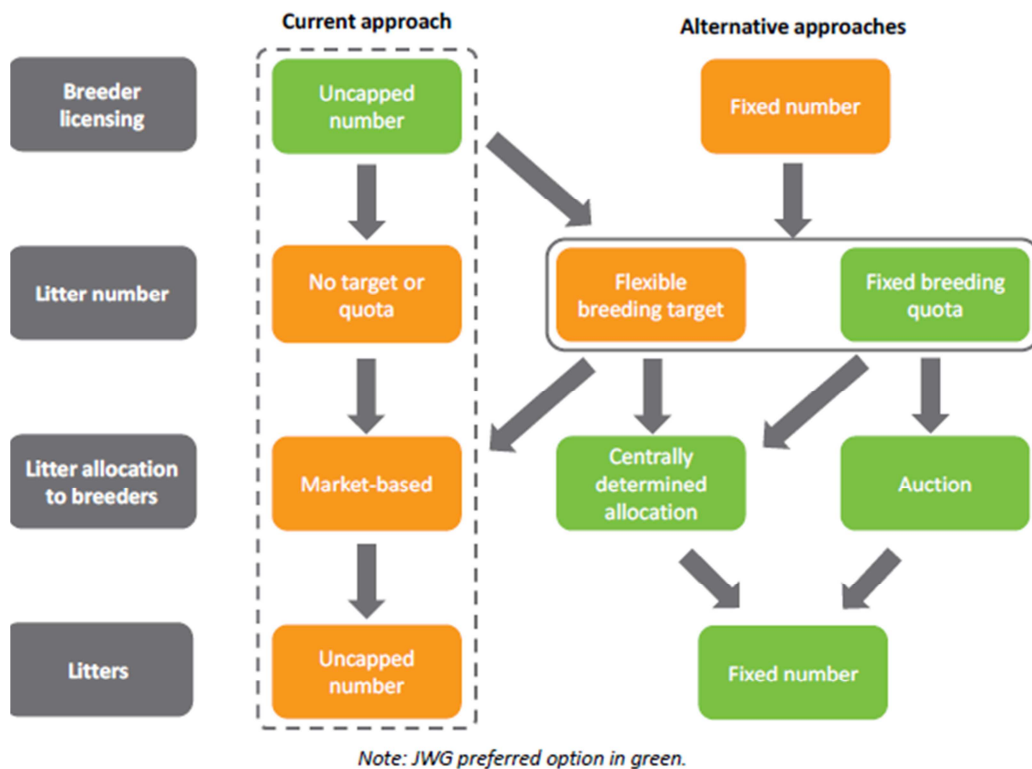 Current approach
Alternative approaches
Breeder
licensing
Uncapped
number
Fixed number
Litter number
No target or
quota
Flexible
breeding target
Fixed breeding
quota
Litter allocation
to breeders
Market-based
Centrally
determined
allocation
Auction
Litters
Uncapped
number
Fixed number
Note: JWG preferred option in green.